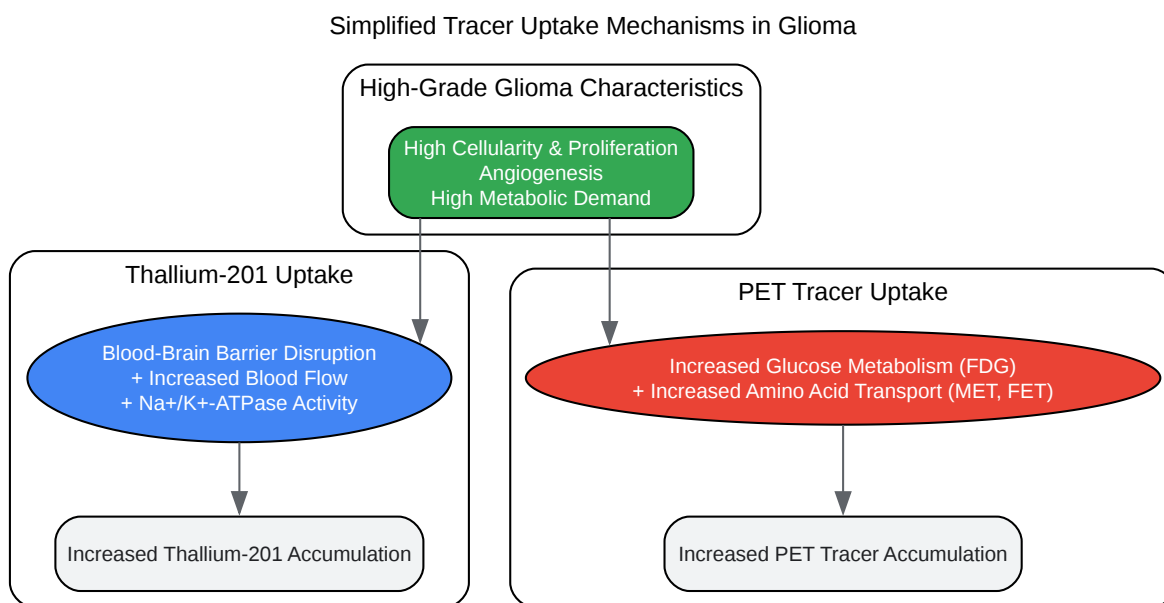 Simplified Tracer Uptake Mechanisms in Glioma
High-Grade Glioma Characteristics
High Cellularity & Proliferation
Angiogenesis
High Metabolic Demand
Thallium-201 Uptake
Blood-Brain Barrier Disruption
+ Increased Blood Flow
+ Na+/K+-ATPase Activity
Increased Thallium-201 Accumulation
PET Tracer Uptake
Increased Glucose Metabolism (FDG)
+ Increased Amino Acid Transport (MET, FET)
Increased PET Tracer Accumulation